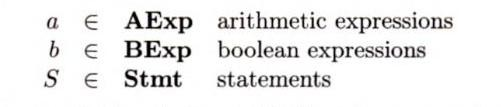 a ∈ AExp arithmetic expressions
b ∈ BExp boolean expressions
S ∈ Stmt statements